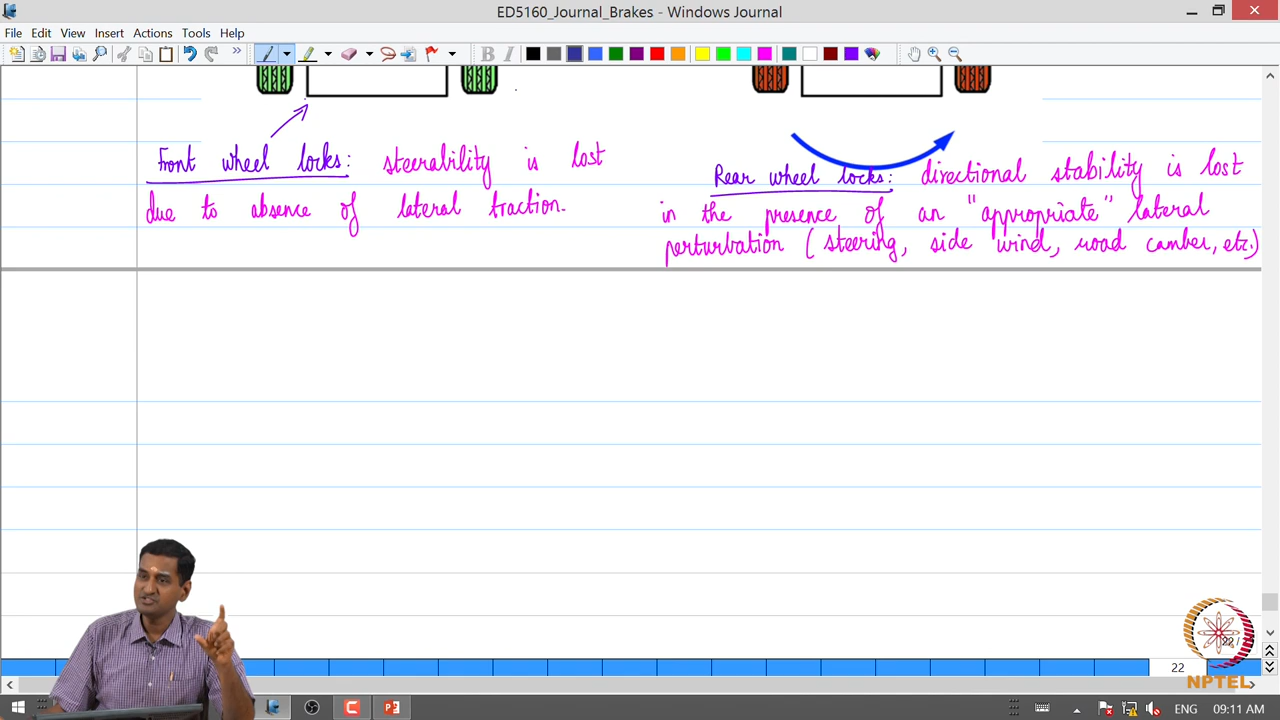 ED5160_Journal_Brakes - Windows Journal
File Edit View Insert Actions Tools Help
Front wheel locks: steerability is lost
due to absence of lateral traction.
Rear wheel locks: directional stability is lost
in the presence of an "appropriate" lateral
perturbation (steering, side wind, road camber, etc.)
22 /
NPTEL
22
ENG 09:11 AM